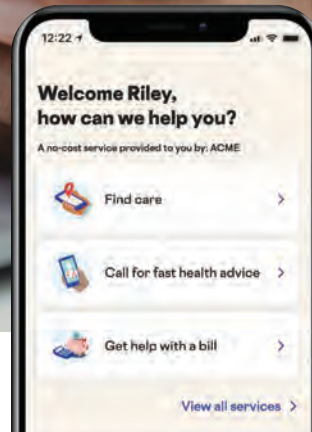 12:22
Welcome Riley,
how can we help you?
A no-cost service provided to you by: ACME
Find care
Call for fast health advice
Get help with a bill
View all services